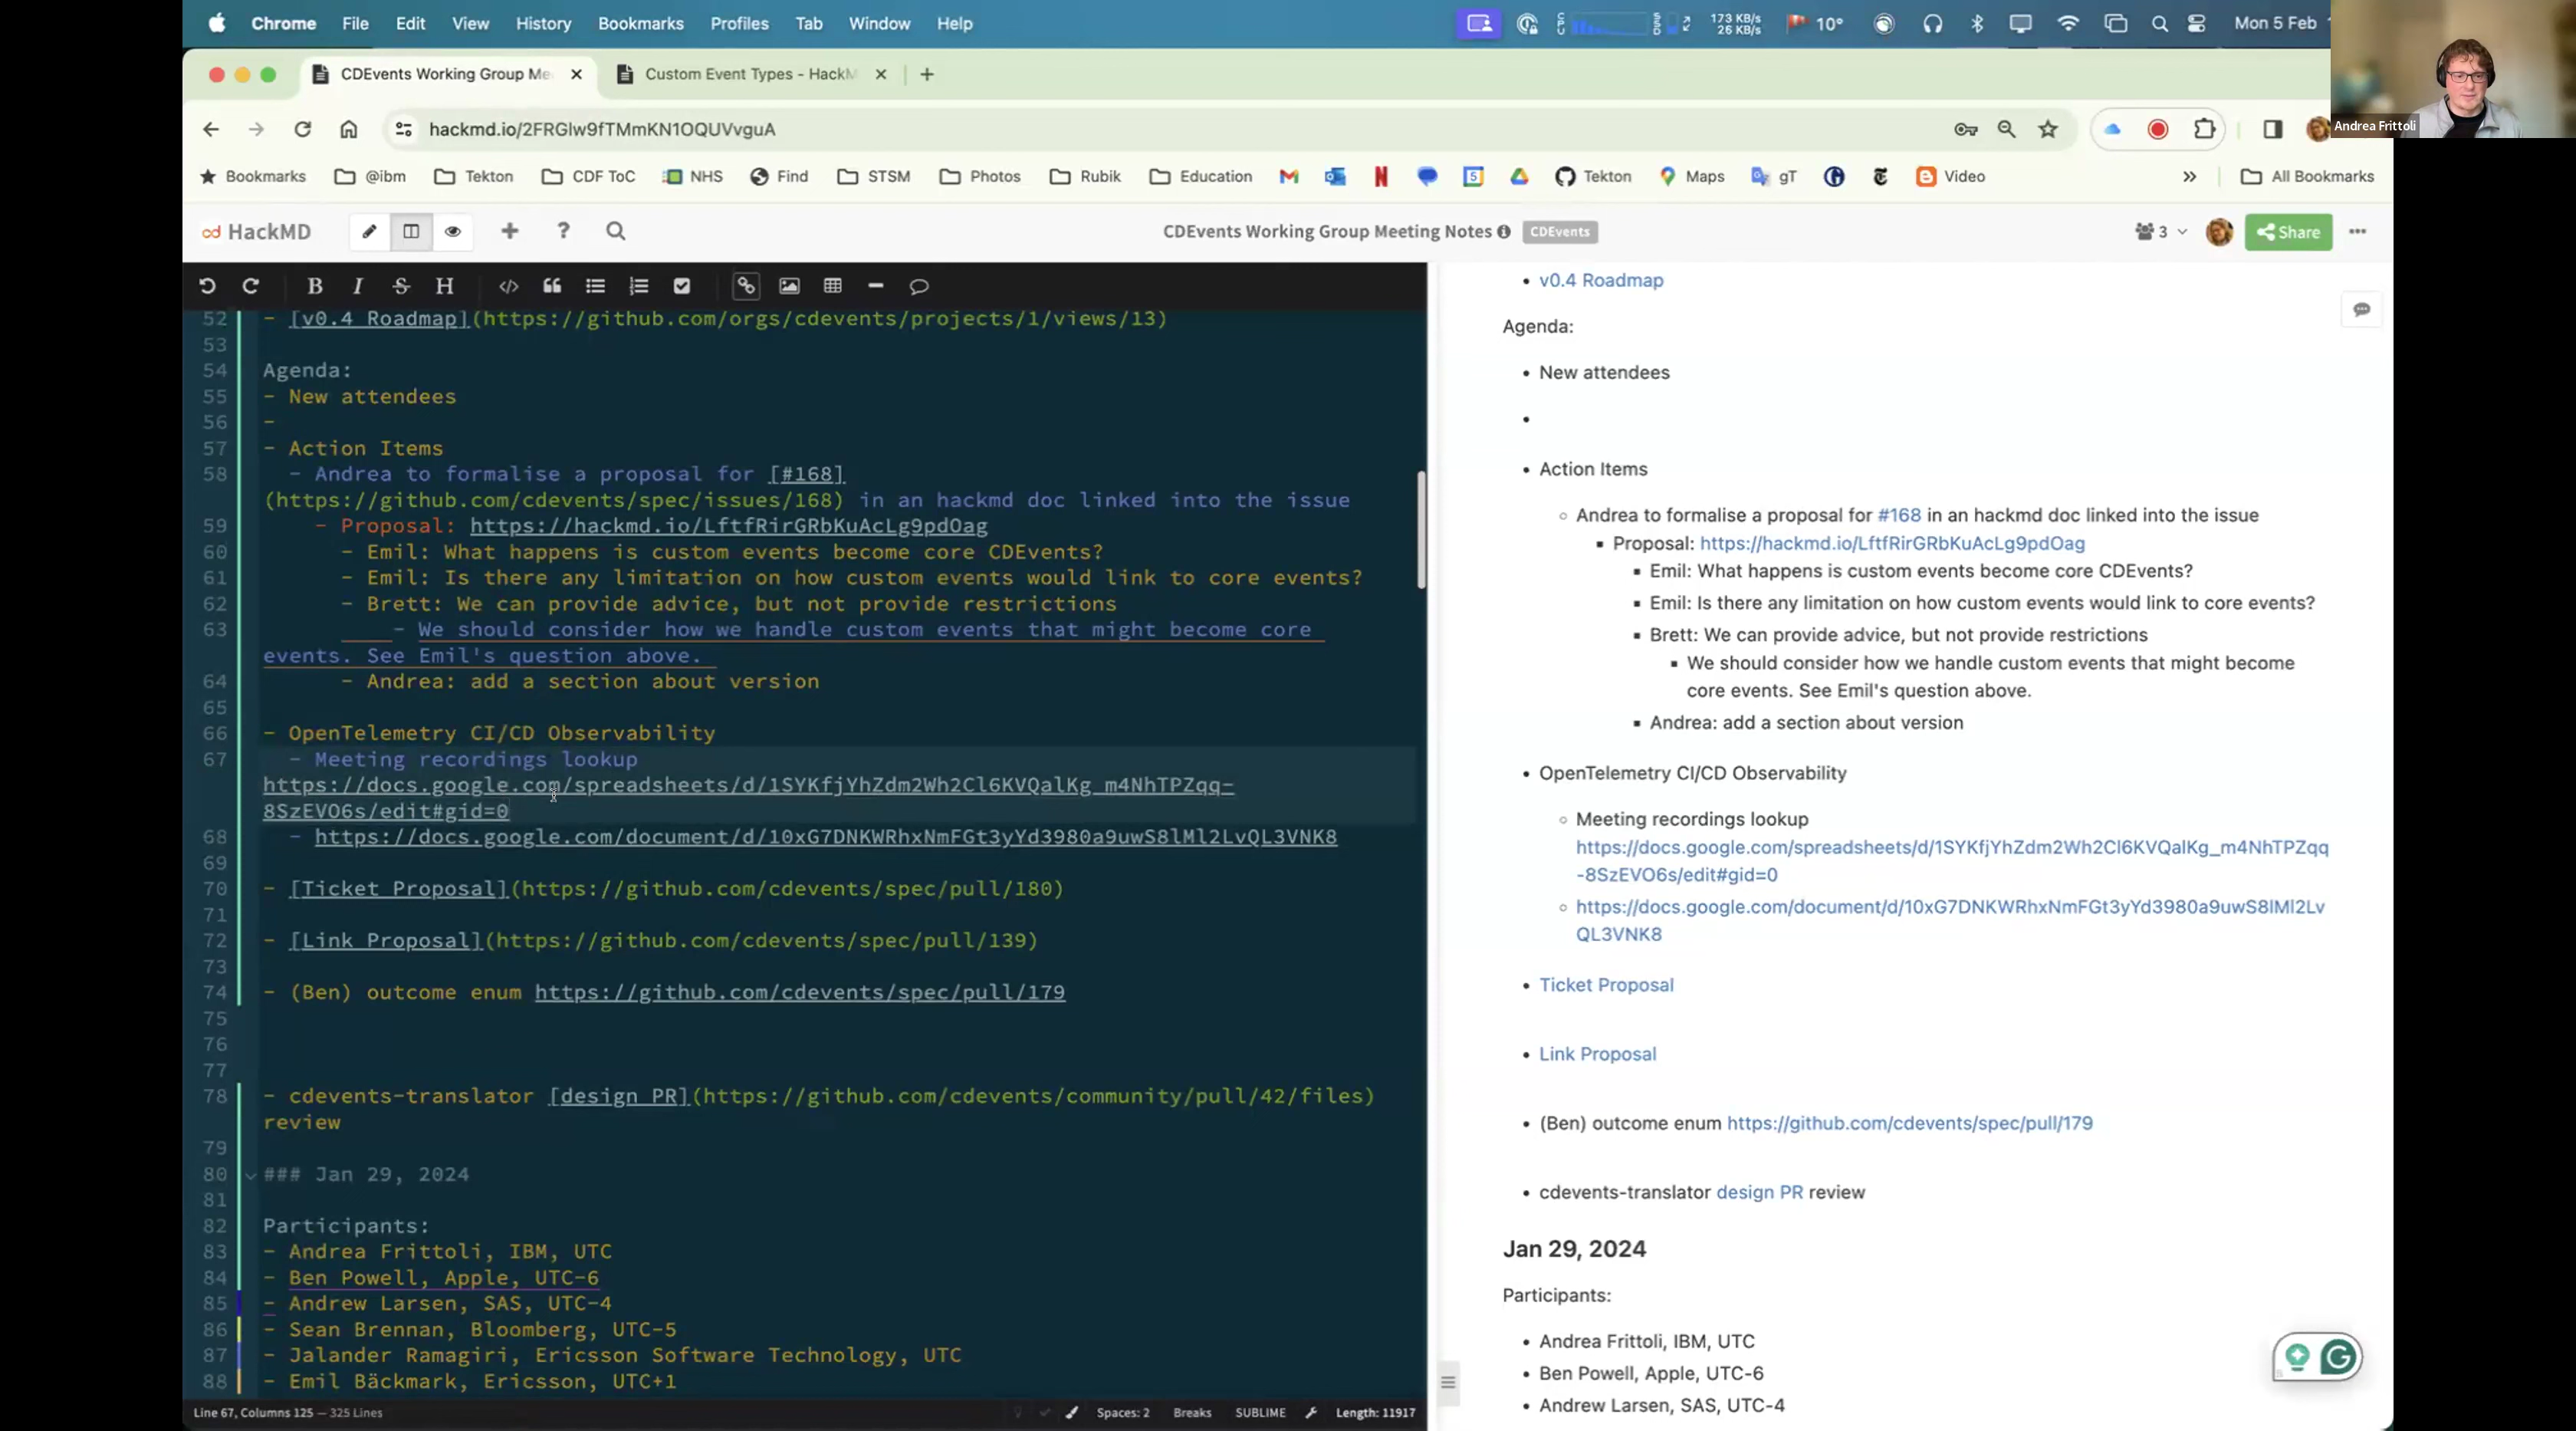 Chrome File Edit View History Bookmarks Profiles Tab Window Help 173 KB/s 26 KB/s 10° Mon 5 Feb
CDEvents Working Group Me Custom Event Types - HackM
hackmd.io/2FRGlw9fTMmKN1OQUVvguA
Andrea Frittoli
Bookmarks @ibm Tekton CDF ToC NHS Find STSM Photos Rubik Education Tekton Maps gT Video All Bookmarks
HackMD CDEvents Working Group Meeting Notes CDEvents 3 Share
52 - [v0.4 Roadmap](https://github.com/orgs/cdevents/projects/1/views/13)
53
54 Agenda:
55 - New attendees
56 -
57 - Action Items
58 - Andrea to formalise a proposal for [#168]
(https://github.com/cdevents/spec/issues/168) in an hackmd doc linked into the issue
59 - Proposal: https://hackmd.io/LftfRirGRbKuAcLg9pdOag
60 - Emil: What happens is custom events become core CDEvents?
61 - Emil: Is there any limitation on how custom events would link to core events?
62 - Brett: We can provide advice, but not provide restrictions
63 - We should consider how we handle custom events that might become core
events. See Emil's question above.
64 - Andrea: add a section about version
65
66 - OpenTelemetry CI/CD Observability
67 - Meeting recordings lookup
https://docs.google.com/spreadsheets/d/1SYKfjYhZdm2Wh2Cl6KVQalKg_m4NhTPZqq-
8SzEVO6s/edit#gid=0
68 - https://docs.google.com/document/d/10xG7DNKWRhxNmFGt3yYd3980a9uwS8lMl2LvQL3VNK8
69
70 - [Ticket Proposal](https://github.com/cdevents/spec/pull/180)
71
72 - [Link Proposal](https://github.com/cdevents/spec/pull/139)
73
74 - (Ben) outcome enum https://github.com/cdevents/spec/pull/179
75
76
77
78 - cdevents-translator [design PR](https://github.com/cdevents/community/pull/42/files)
review
79
80 ### Jan 29, 2024
81
82 Participants:
83 - Andrea Frittoli, IBM, UTC
84 - Ben Powell, Apple, UTC-6
85 - Andrew Larsen, SAS, UTC-4
86 - Sean Brennan, Bloomberg, UTC-5
87 - Jalander Ramagiri, Ericsson Software Technology, UTC
88 - Emil Bäckmark, Ericsson, UTC+1
Line 67, Columns 125 — 325 Lines Spaces: 2 Breaks SUBLIME Length: 11917
v0.4 Roadmap
Agenda:
New attendees
Action Items
Andrea to formalise a proposal for #168 in an hackmd doc linked into the issue
Proposal: https://hackmd.io/LftfRirGRbKuAcLg9pdOag
Emil: What happens is custom events become core CDEvents?
Emil: Is there any limitation on how custom events would link to core events?
Brett: We can provide advice, but not provide restrictions
We should consider how we handle custom events that might become
core events. See Emil's question above.
Andrea: add a section about version
OpenTelemetry CI/CD Observability
Meeting recordings lookup
https://docs.google.com/spreadsheets/d/1SYKfjYhZdm2Wh2Cl6KVQalKg_m4NhTPZqq
-8SzEVO6s/edit#gid=0
https://docs.google.com/document/d/10xG7DNKWRhxNmFGt3yYd3980a9uwS8lMl2Lv
QL3VNK8
Ticket Proposal
Link Proposal
(Ben) outcome enum https://github.com/cdevents/spec/pull/179
cdevents-translator design PR review
Jan 29, 2024
Participants:
Andrea Frittoli, IBM, UTC
Ben Powell, Apple, UTC-6
Andrew Larsen, SAS, UTC-4